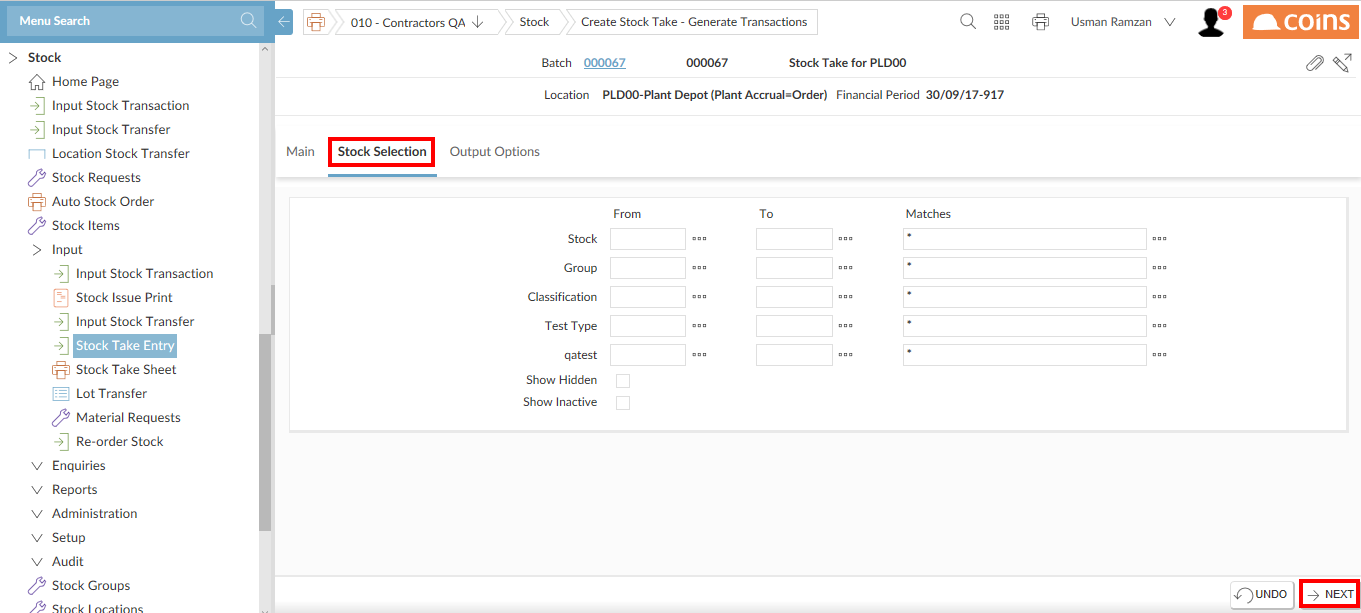 Menu Search
010 - Contractors QA
Stock
Create Stock Take - Generate Transactions
Usman Ramzan
3
coins
Stock
Home Page
Input Stock Transaction
Input Stock Transfer
Location Stock Transfer
Stock Requests
Auto Stock Order
Stock Items
Input
Input Stock Transaction
Stock Issue Print
Input Stock Transfer
Stock Take Entry
Stock Take Sheet
Lot Transfer
Material Requests
Re-order Stock
Enquiries
Reports
Administration
Setup
Audit
Stock Groups
Stock Locations
Batch 000067 000067 Stock Take for PLD00
Location PLD00-Plant Depot (Plant Accrual=Order) Financial Period 30/09/17-917
Main Stock Selection Output Options
From To Matches
Stock *
Group *
Classification *
Test Type *
qatest *
Show Hidden
Show Inactive
UNDO NEXT